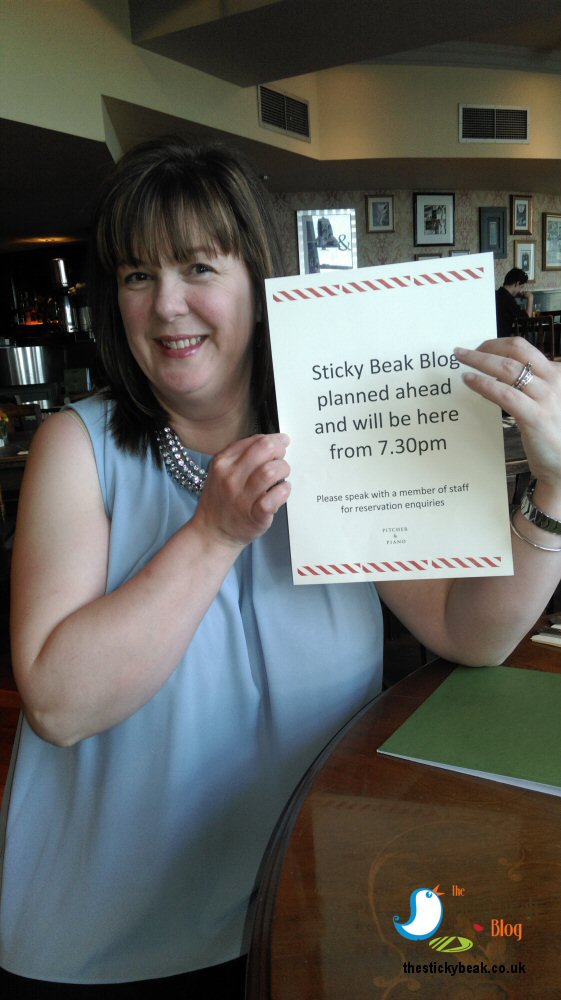 &
Sticky Beak Blog
planned ahead
and will be here
from 7.30pm
Please speak with a member of staff
for reservation enquiries
PITCHER
&
PIANO
The
Blog
thestickybeak.co.uk